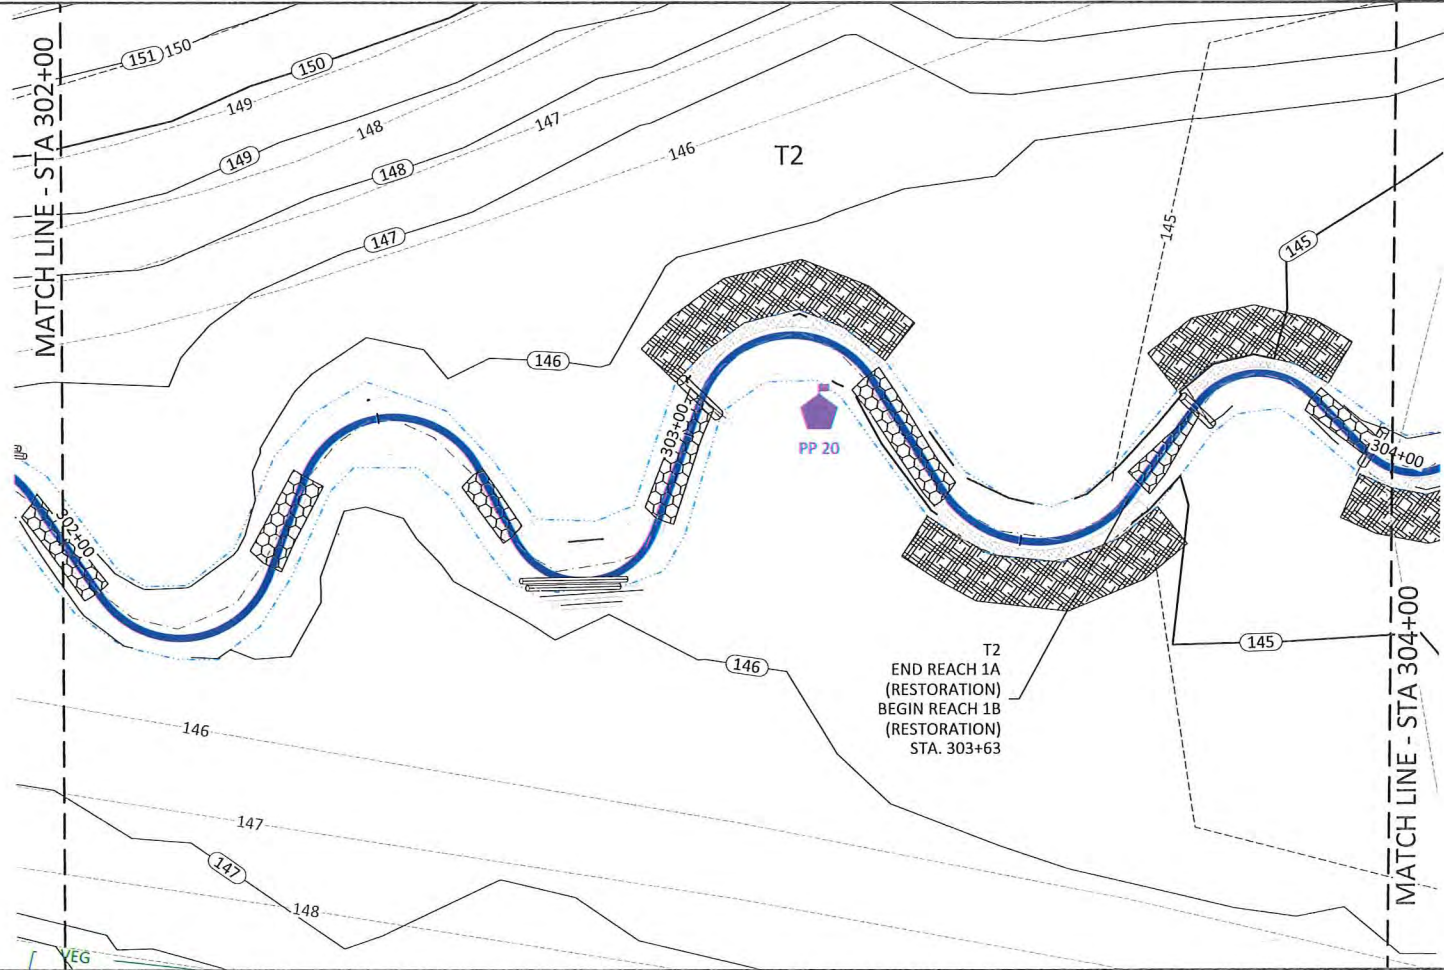 MATCH LINE - STA 302+00
151
150
150
149
148
147
146
149
148
147
T2
145
145
146
303+00
PP 20
304+00
302+00
T2
END REACH 1A
(RESTORATION)
BEGIN REACH 1B
(RESTORATION)
STA. 303+63
145
146
146
147
147
148
MATCH LINE - STA 304+00
VEG